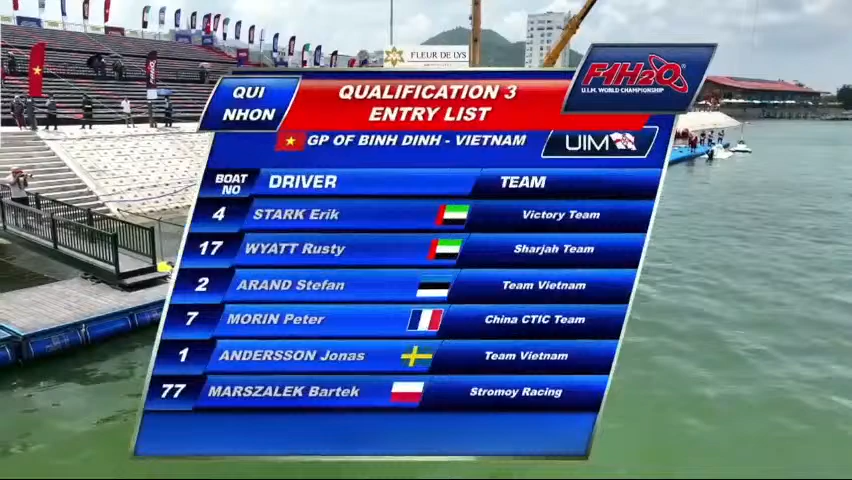 FLEUR DE LYS
QUI NHON
QUALIFICATION 3
ENTRY LIST
F1H2O
U.I.M. WORLD CHAMPIONSHIP
GP OF BINH DINH - VIETNAM
UIM
BOAT NO DRIVER TEAM
4 STARK Erik Victory Team
17 WYATT Rusty Sharjah Team
2 ARAND Stefan Team Vietnam
7 MORIN Peter China CTIC Team
1 ANDERSSON Jonas Team Vietnam
77 MARSZALEK Bartek Stromoy Racing